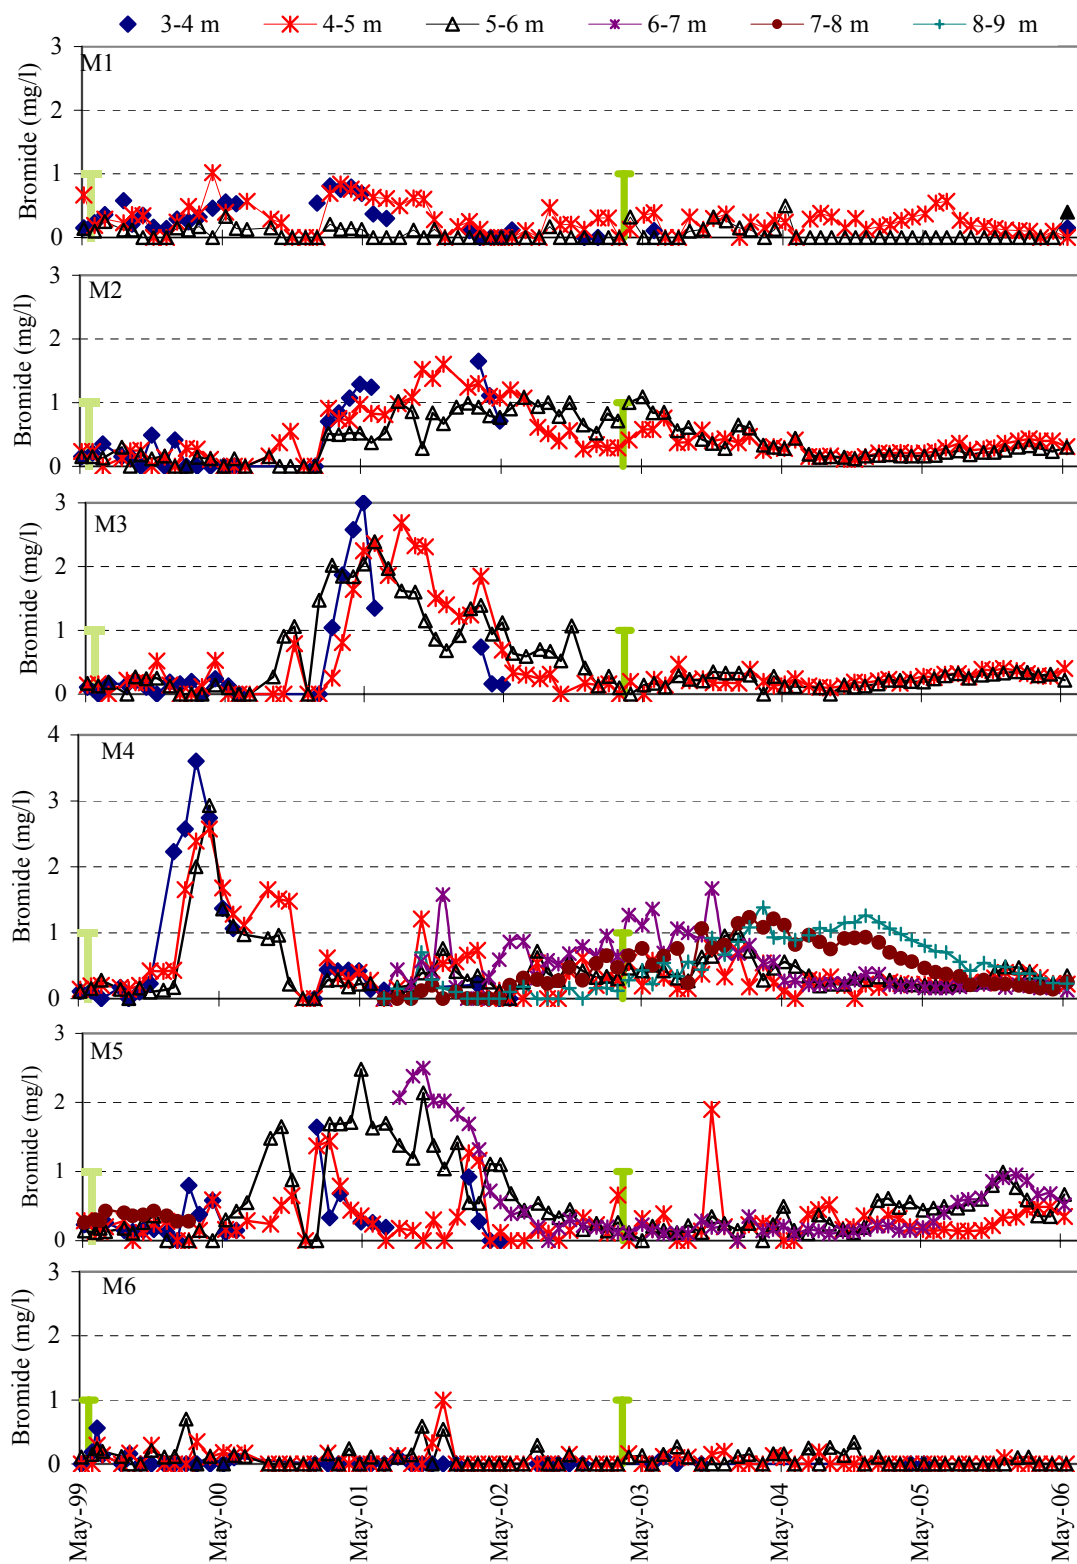 3-4 m 4-5 m 5-6 m 6-7 m 7-8 m 8-9 m
M1
Bromide (mg/l)
3
2
1
0
M2
Bromide (mg/l)
3
2
1
0
M3
Bromide (mg/l)
3
2
1
0
M4
Bromide (mg/l)
4
3
2
1
0
M5
Bromide (mg/l)
3
2
1
0
M6
Bromide (mg/l)
3
2
1
0
May-99 May-00 May-01 May-02 May-03 May-04 May-05 May-06